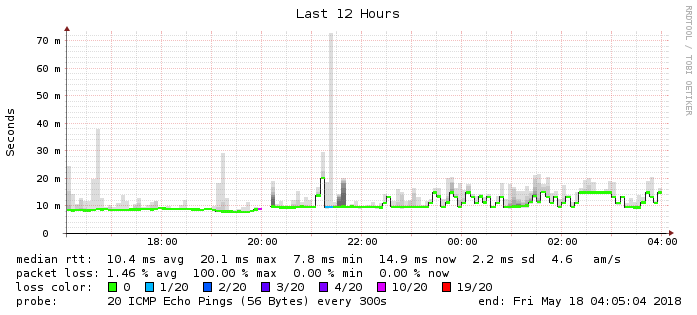 Last 12 Hours
RRDTOOL / TOBI OETIKER
Seconds
70 m
60 m
50 m
40 m
30 m
20 m
10 m
0
18:00 20:00 22:00 00:00 02:00 04:00
median rtt: 10.4 ms avg 20.1 ms max 7.8 ms min 14.9 ms now 2.2 ms sd 4.6 am/s
packet loss: 1.46 % avg 100.00 % max 0.00 % min 0.00 % now
loss color: 0 1/20 2/20 3/20 4/20 10/20 19/20
probe: 20 ICMP Echo Pings (56 Bytes) every 300s end: Fri May 18 04:05:04 2018